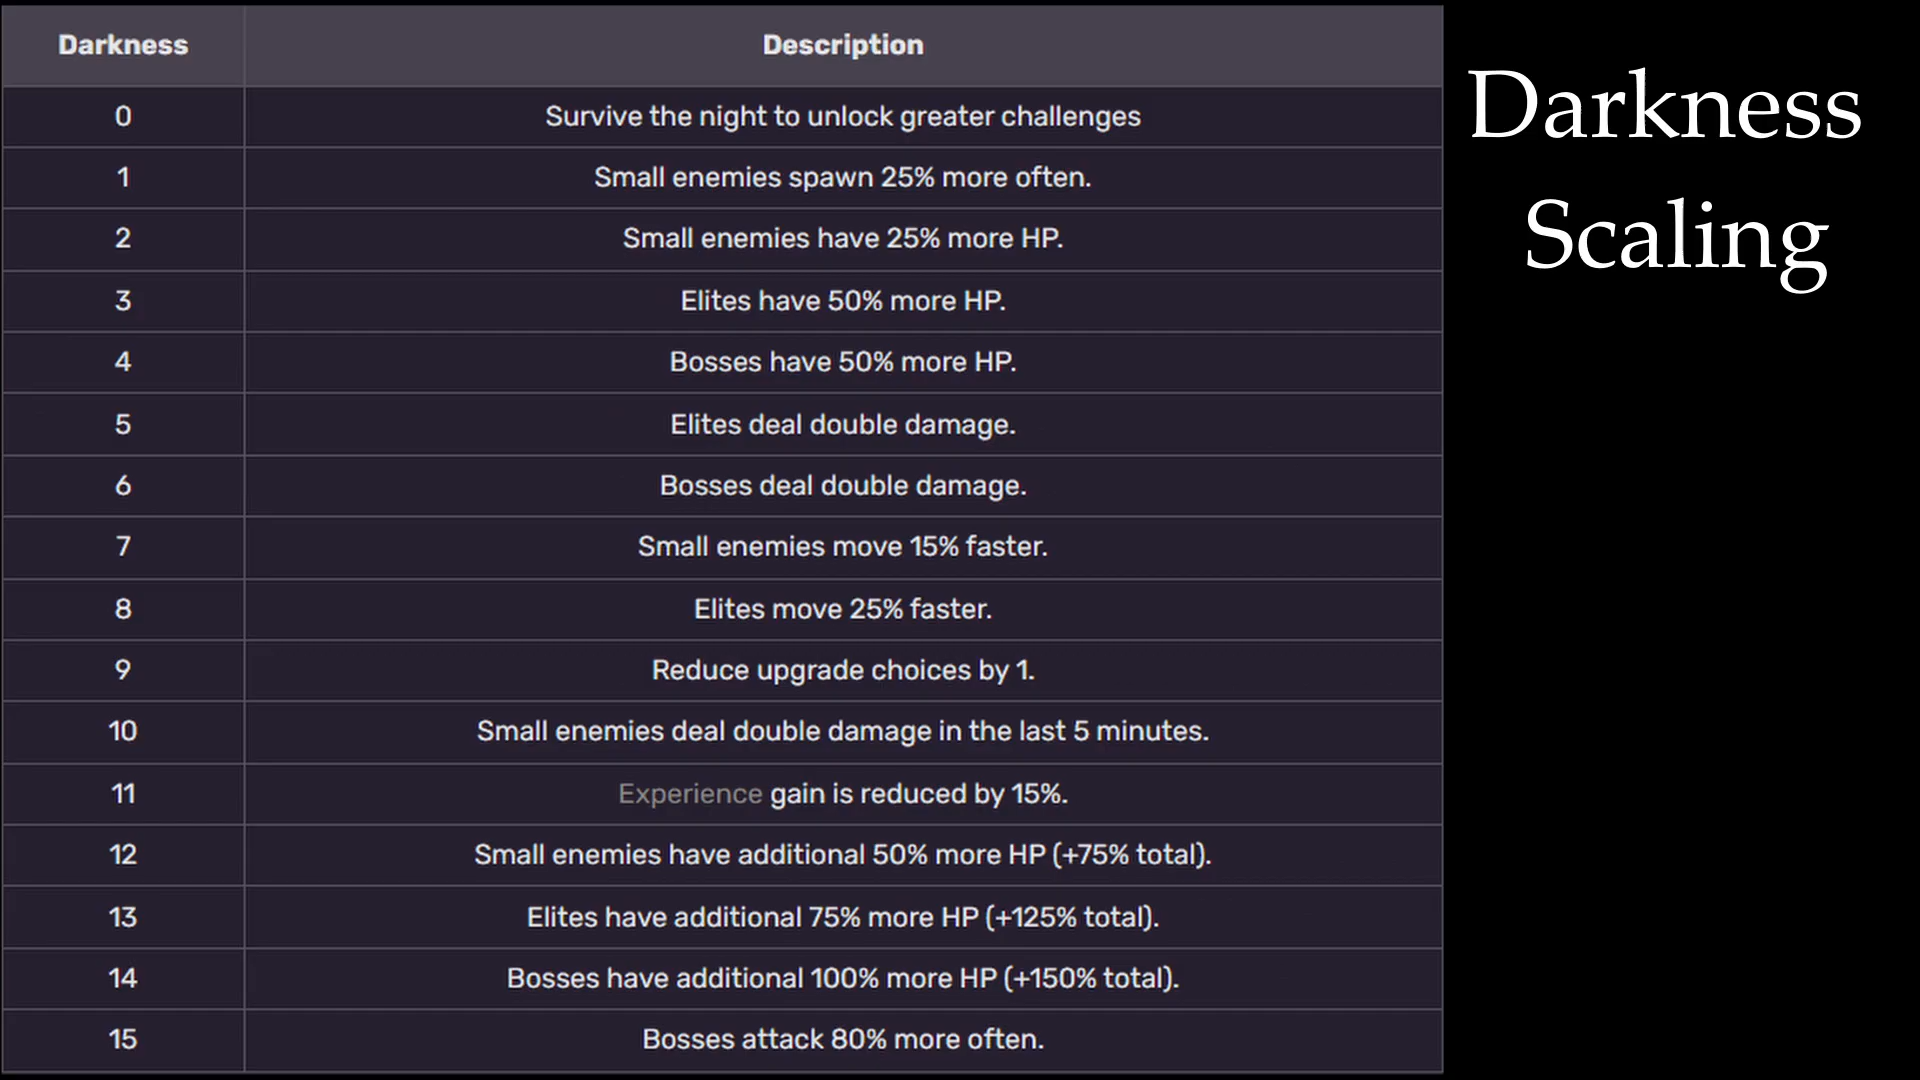 Darkness Description
0 Survive the night to unlock greater challenges
1 Small enemies spawn 25% more often.
2 Small enemies have 25% more HP.
3 Elites have 50% more HP.
4 Bosses have 50% more HP.
5 Elites deal double damage.
6 Bosses deal double damage.
7 Small enemies move 15% faster.
8 Elites move 25% faster.
9 Reduce upgrade choices by 1.
10 Small enemies deal double damage in the last 5 minutes.
11 Experience gain is reduced by 15%.
12 Small enemies have additional 50% more HP (+75% total).
13 Elites have additional 75% more HP (+125% total).
14 Bosses have additional 100% more HP (+150% total).
15 Bosses attack 80% more often.
Darkness
Scaling